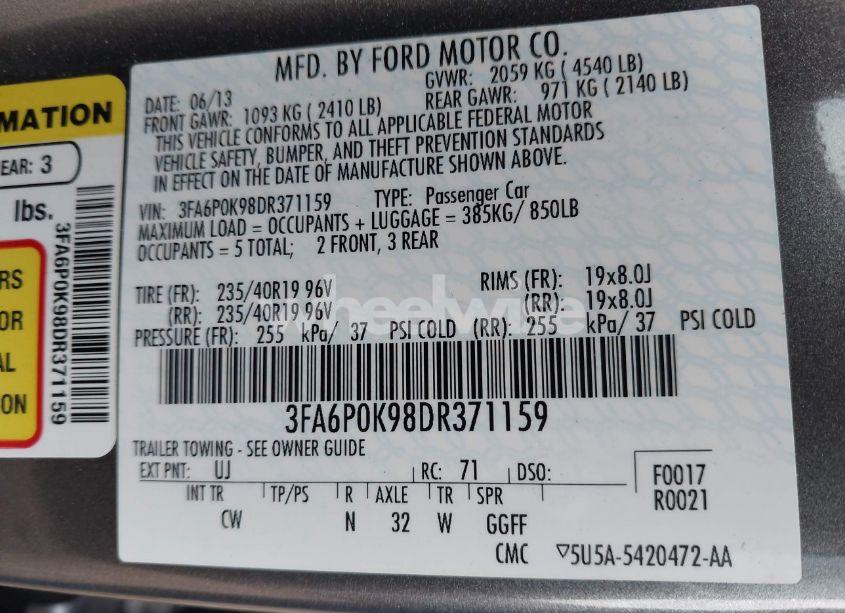 MATION
EAR: 3
lbs.
3FA6P0K98DR371159
RS
OR
AL
ON
MFD. BY FORD MOTOR CO.
DATE: 06/13 GVWR: 2059 KG ( 4540 LB)
FRONT GAWR: 1093 KG ( 2410 LB) REAR GAWR: 971 KG ( 2140 LB)
THIS VEHICLE CONFORMS TO ALL APPLICABLE FEDERAL MOTOR
VEHICLE SAFETY, BUMPER, AND THEFT PREVENTION STANDARDS
IN EFFECT ON THE DATE OF MANUFACTURE SHOWN ABOVE.
VIN: 3FA6P0K98DR371159 TYPE: Passenger Car
MAXIMUM LOAD = OCCUPANTS + LUGGAGE = 385KG/ 850LB
OCCUPANTS = 5 TOTAL; 2 FRONT, 3 REAR
TIRE (FR): 235/40R19 96V RIMS (FR): 19x8.0J
(RR): 235/40R19 96V (RR): 19x8.0J
PRESSURE (FR): 255 kPa/ 37 PSI COLD (RR): 255 kPa/ 37 PSI COLD
3FA6P0K98DR371159
TRAILER TOWING - SEE OWNER GUIDE
EXT PNT: UJ RC: 71 DSO: F0017
R0021
INT TR TP/PS R AXLE TR SPR
CW N 32 W GGFF
CMC ▽5U5A-5420472-AA